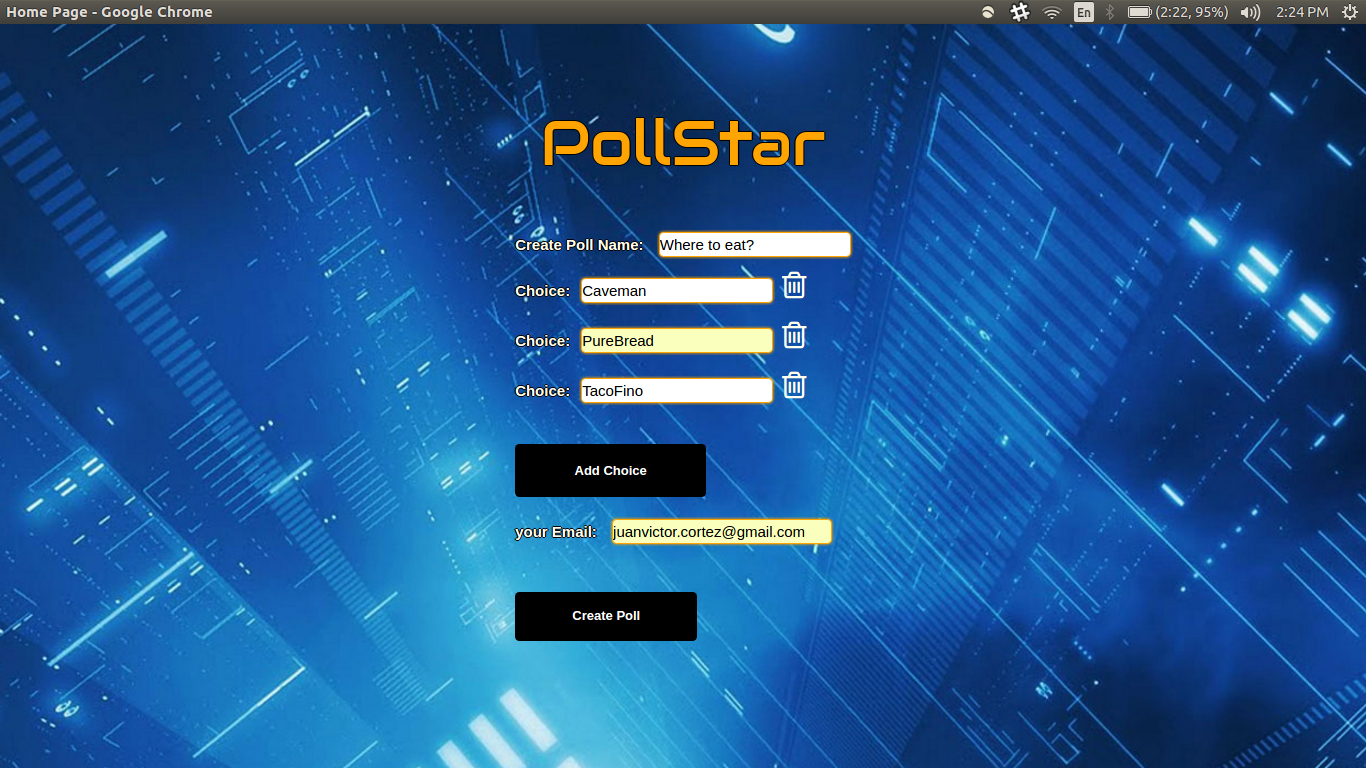 Home Page - Google Chrome
En (2:22, 95%) 2:24 PM
PollStar
Create Poll Name: Where to eat?
Choice: Caveman
Choice: PureBread
Choice: TacoFino
Add Choice
your Email: juanvictor.cortez@gmail.com
Create Poll